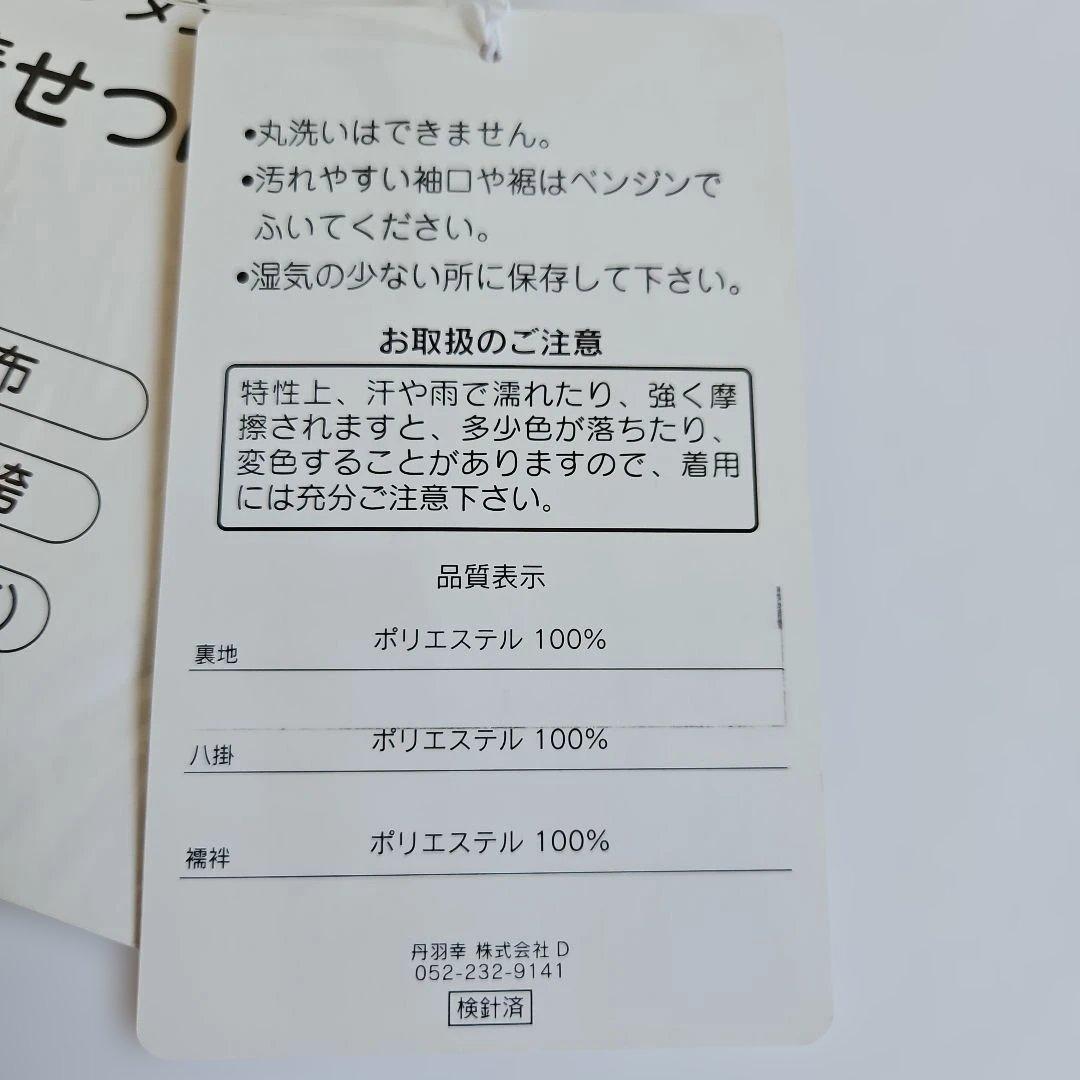 せつ
布
袴
•丸洗いはできません。
•汚れやすい袖口や裾はベンジンで
ふいてください。
•湿気の少ない所に保存して下さい。
お取扱のご注意
特性上、汗や雨で濡れたり、強く摩
擦されますと、多少色が落ちたり、
変色することがありますので、着用
には充分ご注意下さい。
品質表示
裏地 ポリエステル 100%
八掛 ポリエステル 100%
襦袢 ポリエステル 100%
丹羽幸 株式会社 D
052-232-9141
検針済